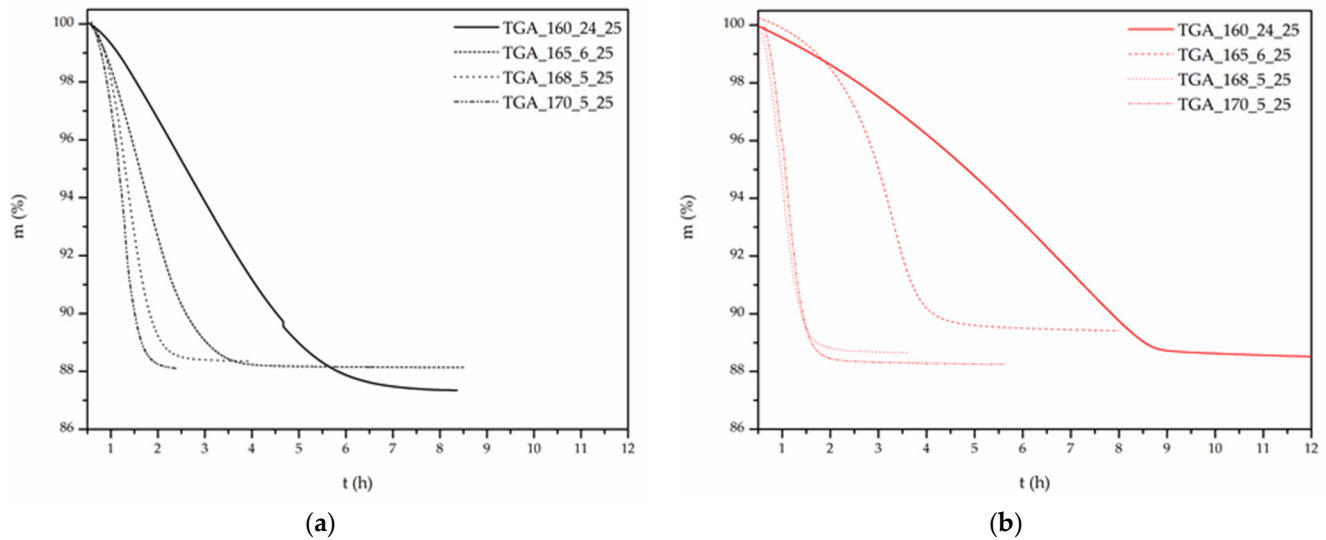 100
98
96
94
92
90
88
86
m (%)
TGA_160_24_25
TGA_165_6_25
TGA_168_5_25
TGA_170_5_25
1 2 3 4 5 6 7 8 9 10 11 12
t (h)
(a)
100
98
96
94
92
90
88
86
m (%)
TGA_160_24_25
TGA_165_6_25
TGA_168_5_25
TGA_170_5_25
1 2 3 4 5 6 7 8 9 10 11 12
t (h)
(b)